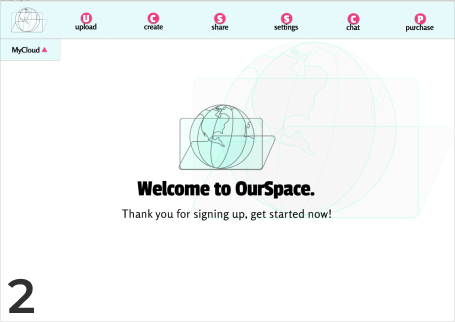 U C S S C P
upload create share settings chat purchase
MyCloud
Welcome to OurSpace.
Thank you for signing up, get started now!
2